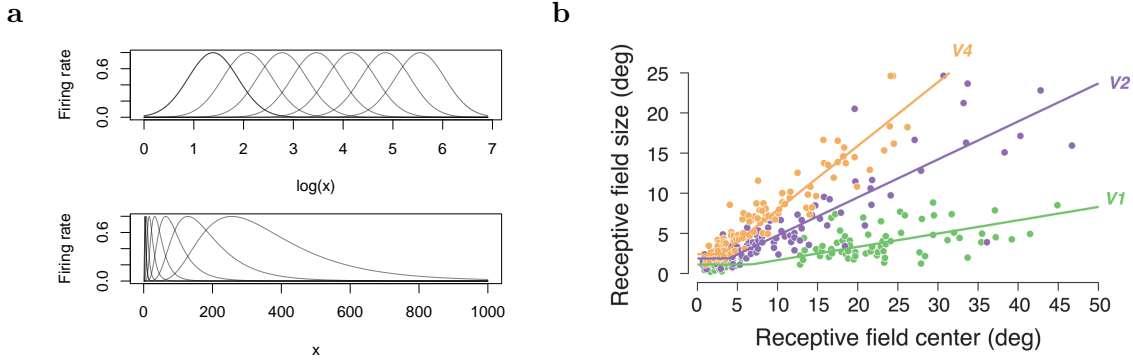 a
Firing rate
0.6
0.0
0 1 2 3 4 5 6 7
log(x)
Firing rate
0.6
0.0
0 200 400 600 800 1000
x
b
Receptive field size (deg)
25
20
15
10
5
0
V4
V2
V1
0 5 10 15 20 25 30 35 40 45 50
Receptive field center (deg)